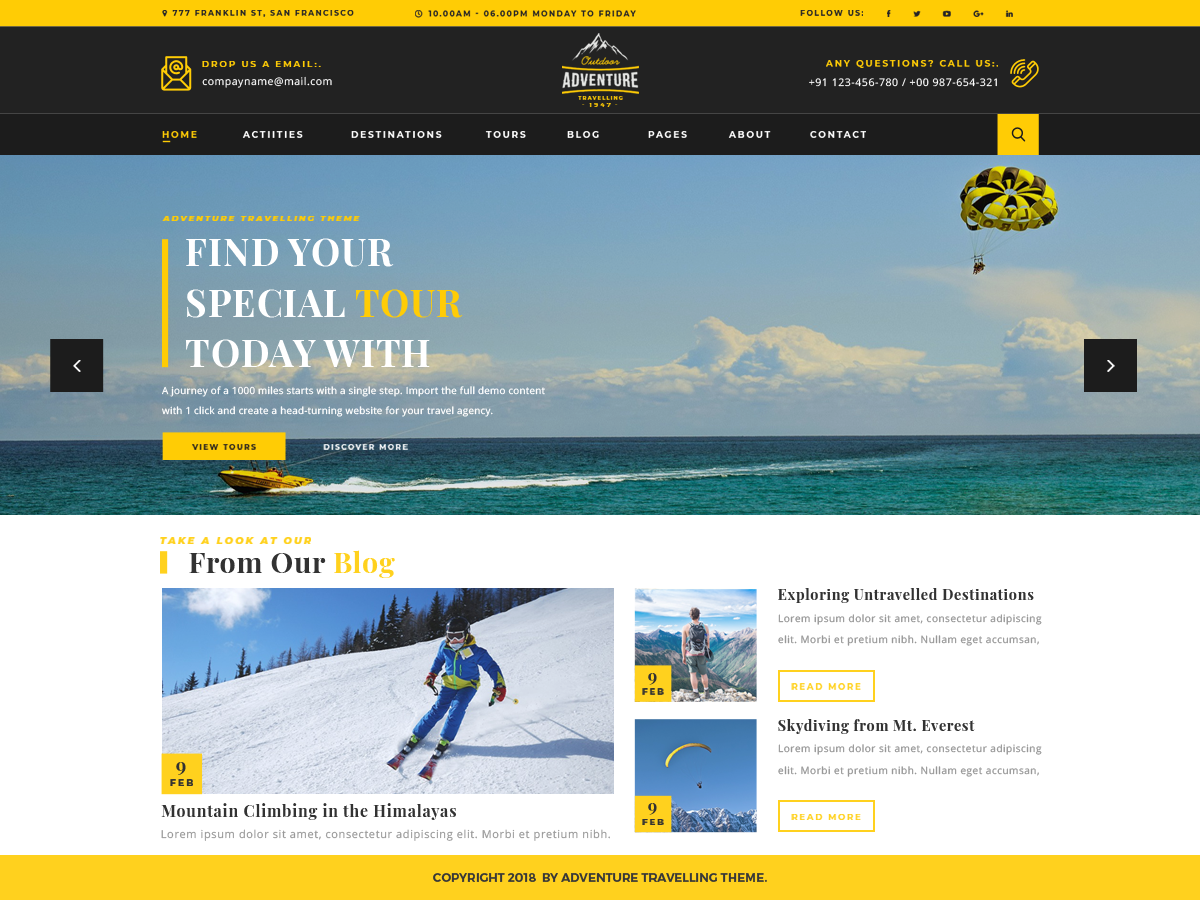 777 FRANKLIN ST, SAN FRANCISCO
10.00AM - 06.00PM MONDAY TO FRIDAY
FOLLOW US:
DROP US A EMAIL:.
compayname@mail.com
Outdoor
ADVENTURE
TRAVELLING
- 1947 -
ANY QUESTIONS? CALL US:.
+91 123-456-780 / +00 987-654-321
HOME
ACTIITIES
DESTINATIONS
TOURS
BLOG
PAGES
ABOUT
CONTACT
ADVENTURE TRAVELLING THEME
FIND YOUR
SPECIAL TOUR
TODAY WITH
A journey of a 1000 miles starts with a single step. Import the full demo content
with 1 click and create a head-turning website for your travel agency.
VIEW TOURS
DISCOVER MORE
TAKE A LOOK AT OUR
From Our Blog
9
FEB
Mountain Climbing in the Himalayas
Lorem ipsum dolor sit amet, consectetur adipiscing elit. Morbi et pretium nibh.
9
FEB
Exploring Untravelled Destinations
Lorem ipsum dolor sit amet, consectetur adipiscing
elit. Morbi et pretium nibh. Nullam eget accumsan,
READ MORE
9
FEB
Skydiving from Mt. Everest
Lorem ipsum dolor sit amet, consectetur adipiscing
elit. Morbi et pretium nibh. Nullam eget accumsan,
READ MORE
COPYRIGHT 2018 BY ADVENTURE TRAVELLING THEME.